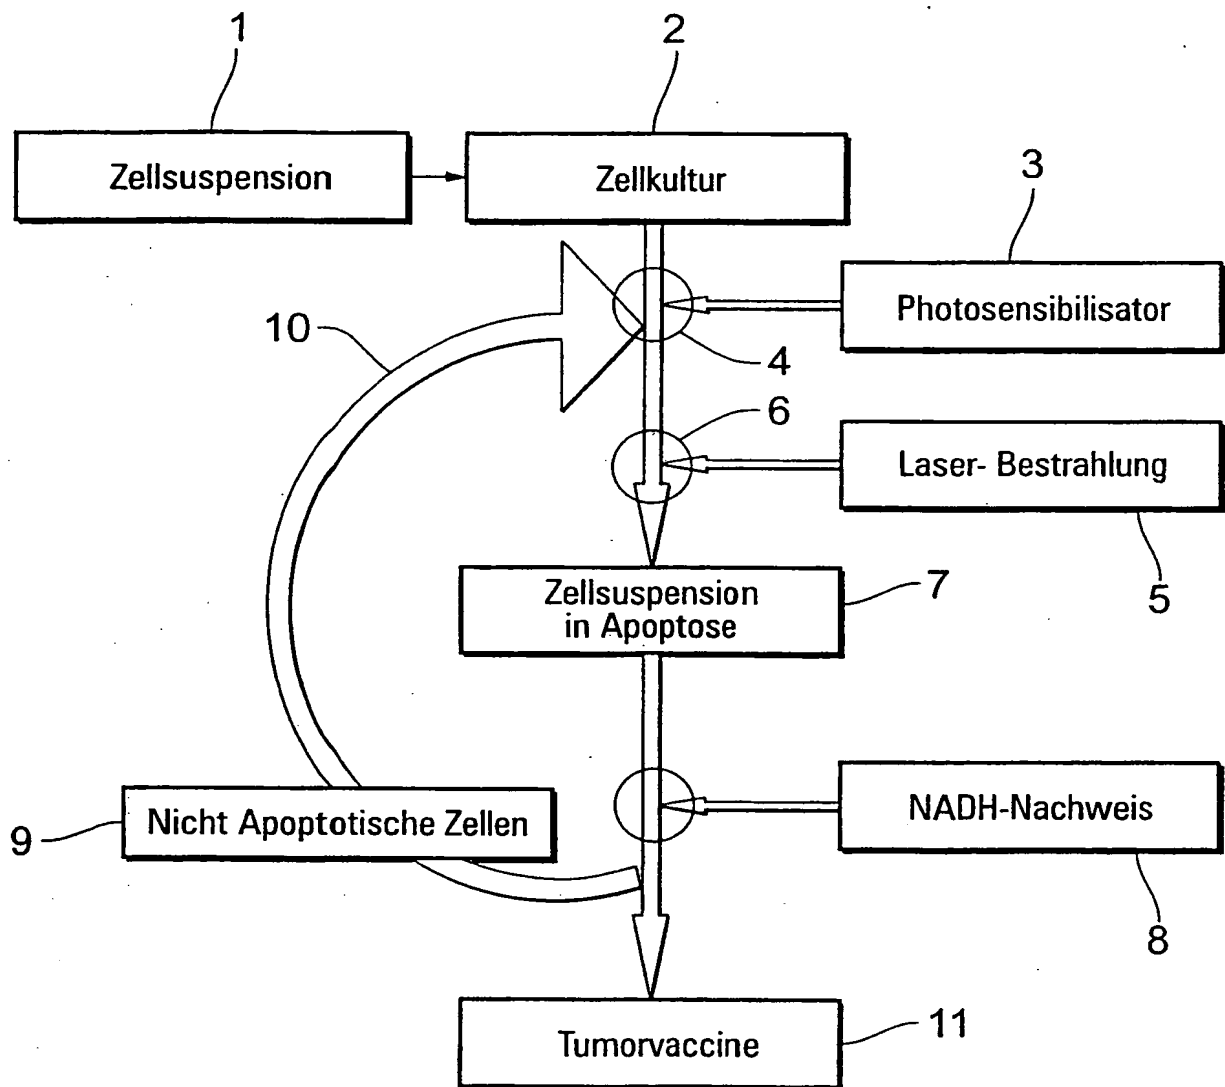 1
2
Zellsuspension
Zellkultur
3
Photosensibilisator
10
4
6
Laser- Bestrahlung
5
Zellsuspension
in Apoptose
7
Nicht Apoptotische Zellen
9
NADH-Nachweis
8
Tumorvaccine
11